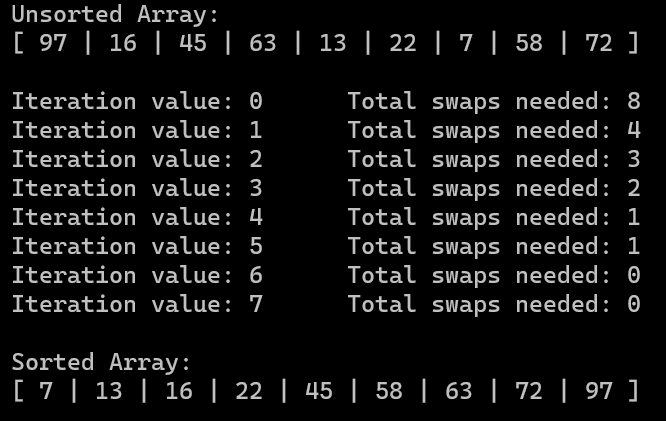 Unsorted Array:
[ 97 | 16 | 45 | 63 | 13 | 22 | 7 | 58 | 72 ]
Iteration value: 0      Total swaps needed: 8
Iteration value: 1      Total swaps needed: 4
Iteration value: 2      Total swaps needed: 3
Iteration value: 3      Total swaps needed: 2
Iteration value: 4      Total swaps needed: 1
Iteration value: 5      Total swaps needed: 1
Iteration value: 6      Total swaps needed: 0
Iteration value: 7      Total swaps needed: 0
Sorted Array:
[ 7 | 13 | 16 | 22 | 45 | 58 | 63 | 72 | 97 ]